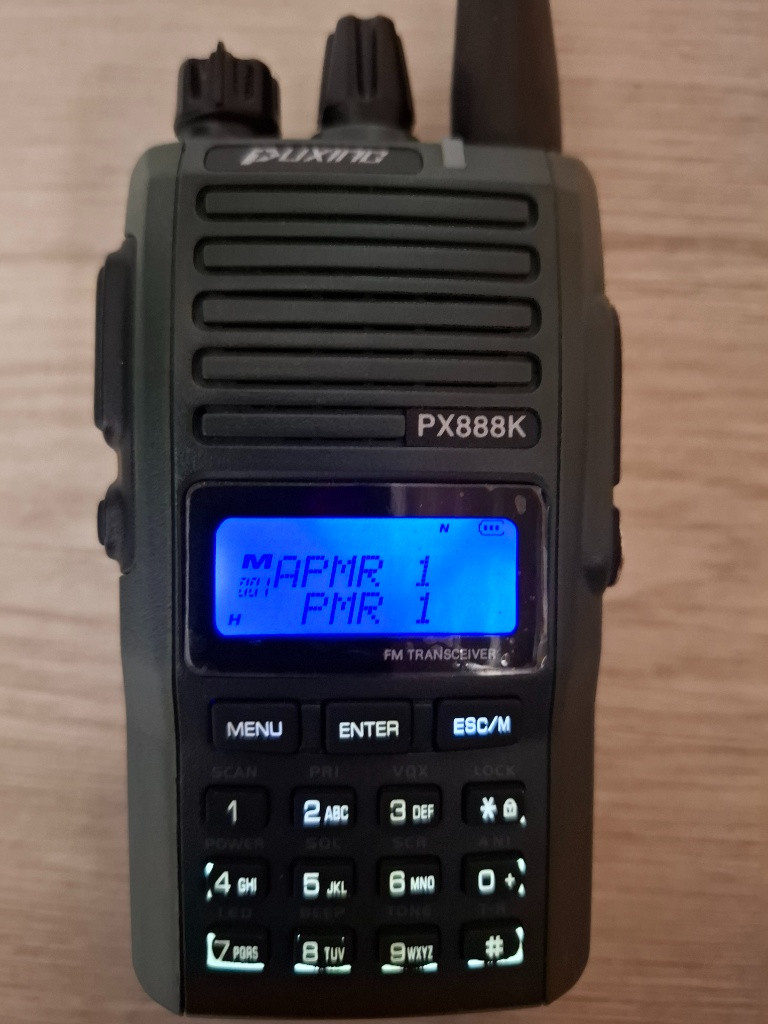 PUXING
PX888K
N
M APMR 1
001 PMR 1
H
FM TRANSCEIVER
MENU ENTER ESC/M
SCAN PRI VOX LOCK
1 2 ABC 3 DEF *
POWER SQL SCR ANI
4 GHI 5 JKL 6 MNO 0 +
LED BEEP TONE
7 PQRS 8 TUV 9 WXYZ #